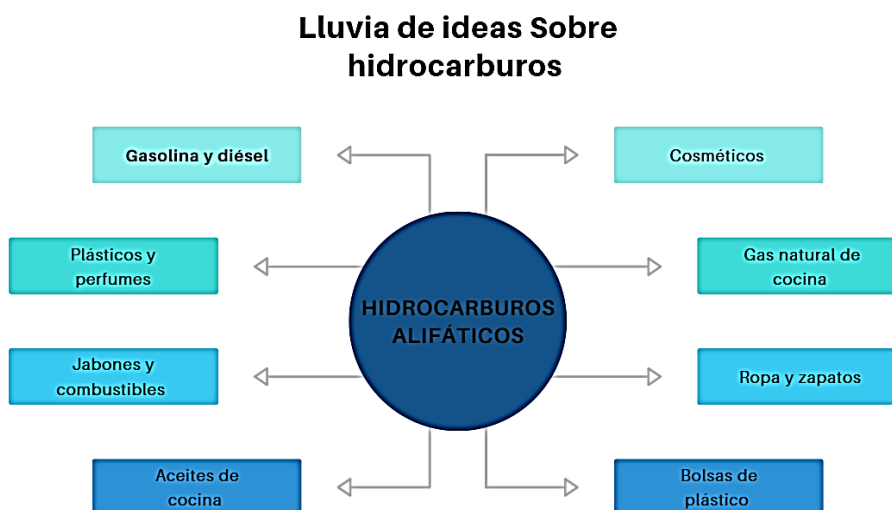 Lluvia de ideas Sobre
hidrocarburos
Gasolina y diésel
Cosméticos
Plásticos y
perfumes
Gas natural de
cocina
HIDROCARBUROS
ALIFÁTICOS
Jabones y
combustibles
Ropa y zapatos
Aceites de
cocina
Bolsas de
plástico